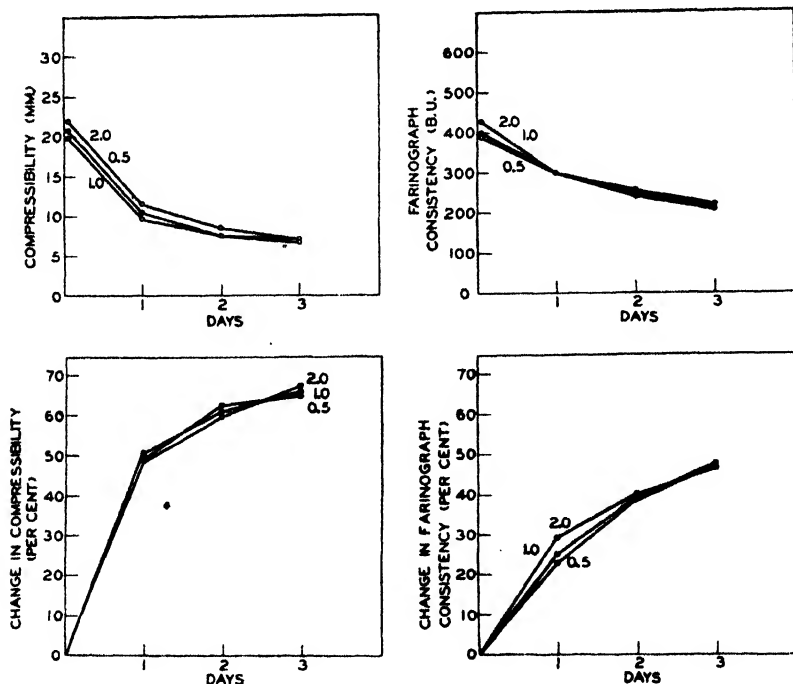 COMPRESSIBILITY (MM)
35
30
25
20
15
10
5
0
2.0
0.5
1.0
1 2 3
DAYS
FARINOGRAPH
CONSISTENCY (B.U.)
600
500
400
300
200
100
0
2.0
1.0
0.5
1 2 3
DAYS
CHANGE IN COMPRESSIBILITY
(PER CENT)
70
60
50
40
30
20
10
0
2.0
1.0
0.5
1 2 3
DAYS
CHANGE IN FARINOGRAPH
CONSISTENCY (PER CENT)
70
60
50
40
30
20
10
0
2.0
1.0
0.5
1 2 3
DAYS